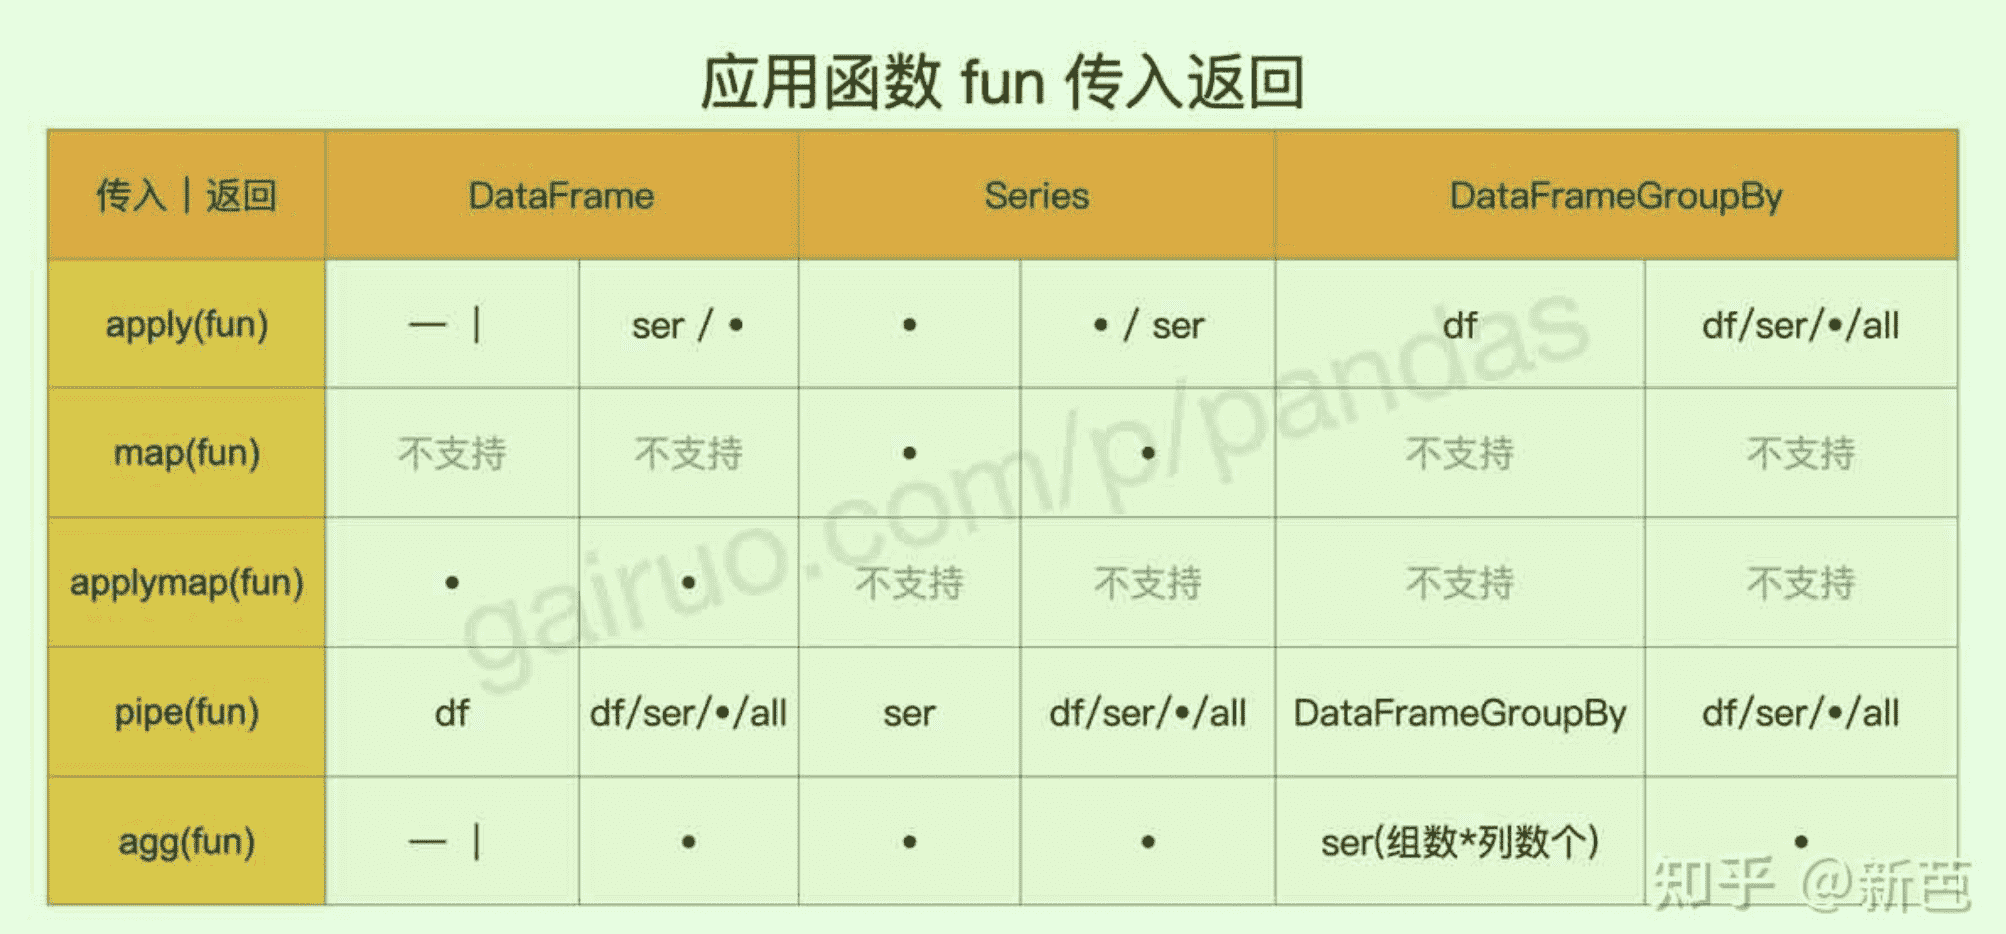 应用函数 fun 传入返回
传入 | 返回 DataFrame Series DataFrameGroupBy
apply(fun) — | ser / • • • / ser df df/ser/•/all
map(fun) 不支持 不支持 • • 不支持 不支持
applymap(fun) • • 不支持 不支持 不支持 不支持
pipe(fun) df df/ser/•/all ser df/ser/•/all DataFrameGroupBy df/ser/•/all
agg(fun) — | • • • ser(组数*列数个) •
gairuo.com/p/pandas
知乎 @新芭